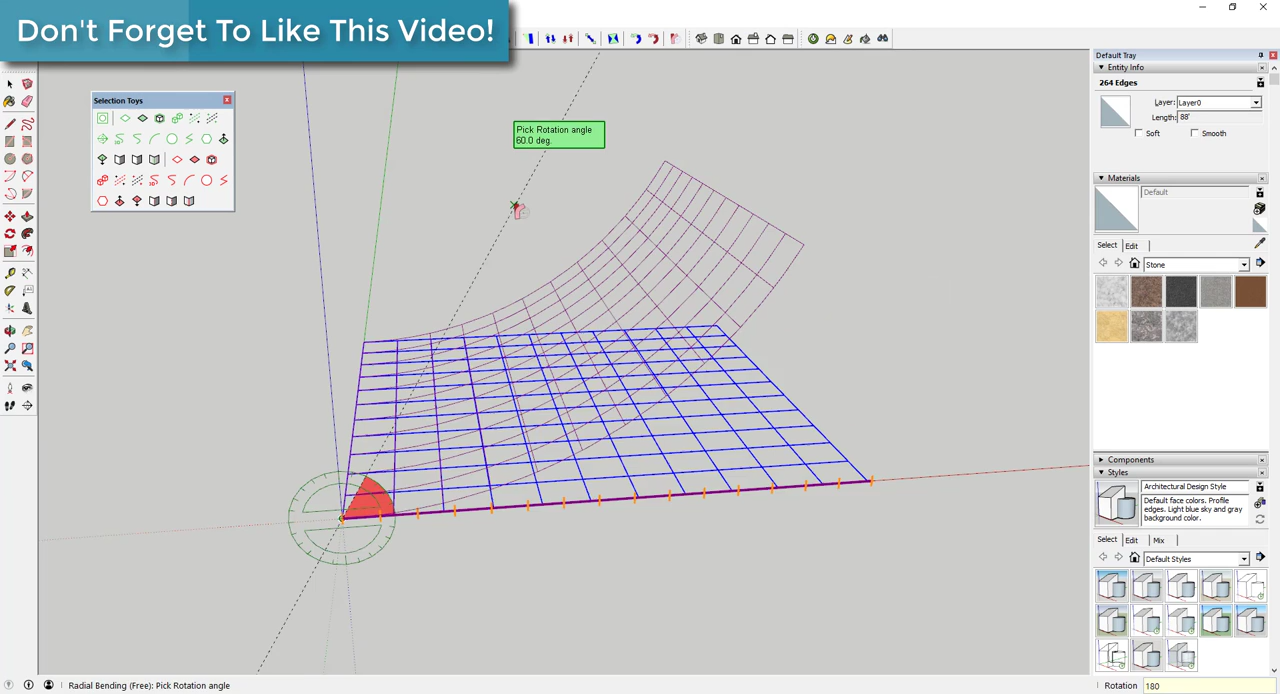 Don't Forget To Like This Video!
Default Tray
Entity Info
264 Edges
Layer: Layer0
Length: 88'
Soft Smooth
Selection Toys
Pick Rotation angle
60.0 deg.
Materials
Default
Select Edit
Stone
Components
Styles
Architectural Design Style
Default face colors. Profile
edges. Light blue sky and gray
background color.
Select Edit Mix
Default Styles
Radial Bending (Free): Pick Rotation angle
Rotation 180